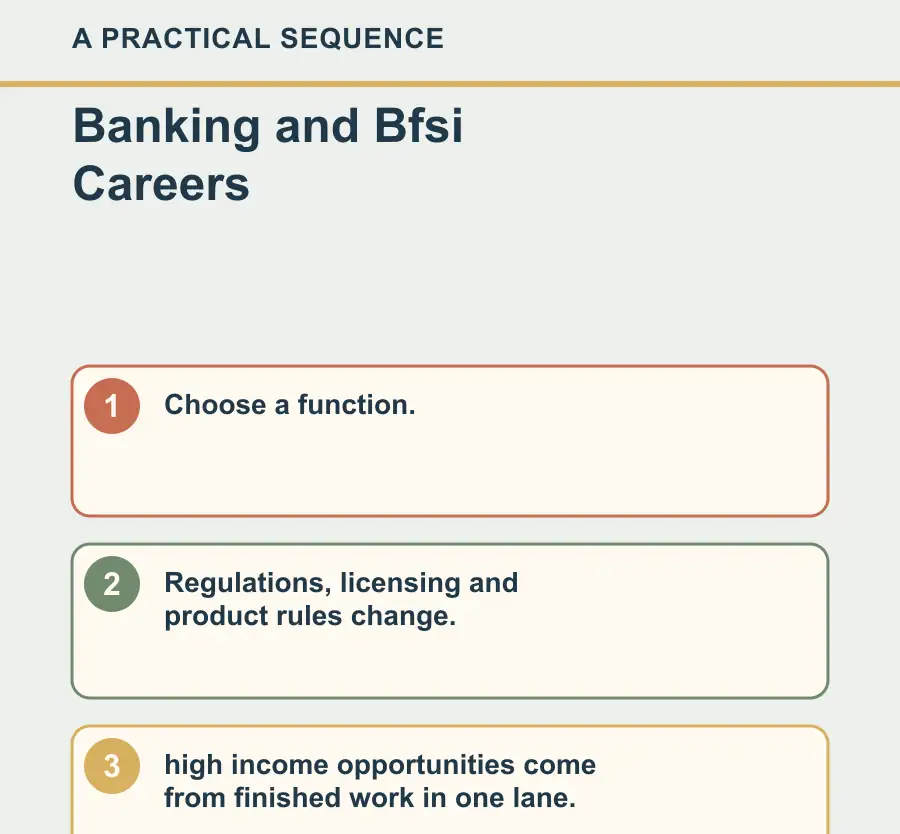 A PRACTICAL SEQUENCE
Banking and Bfsi
Careers
1
Choose a function.
2
Regulations, licensing and
product rules change.
3
high income opportunities come
from finished work in one lane.